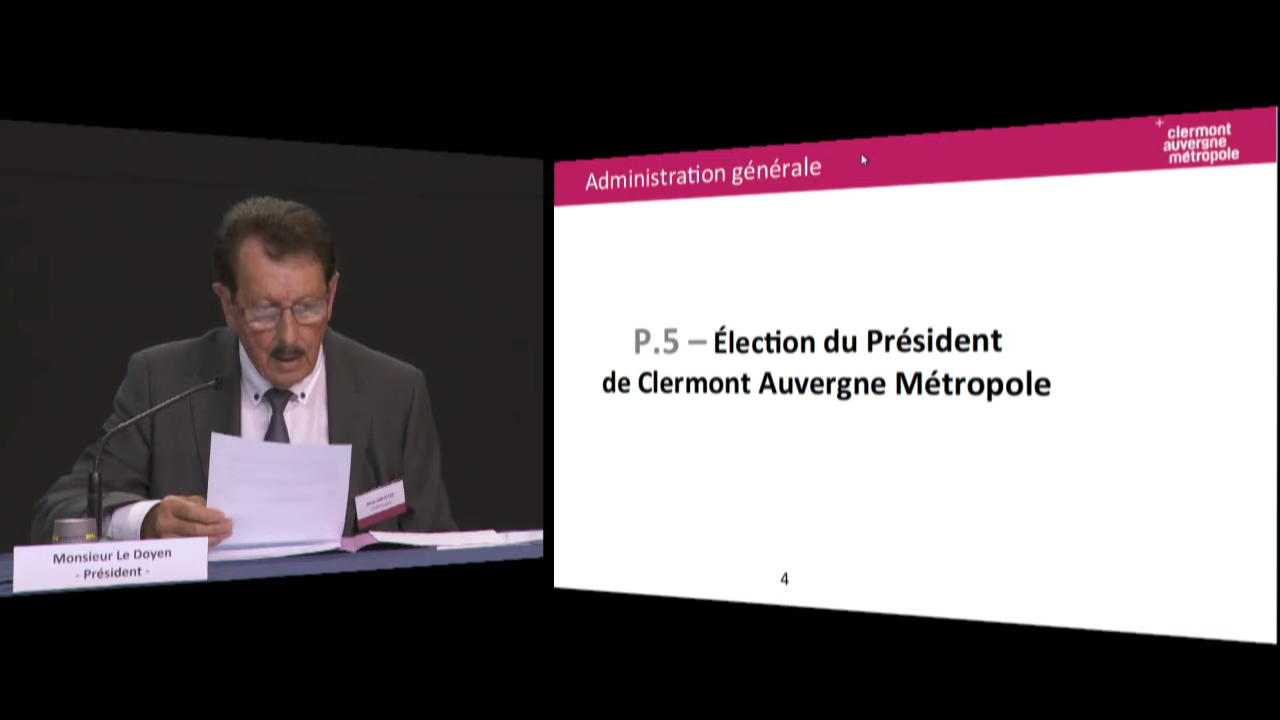 Monsieur Le Doyen
- Président -
Administration générale
clermont
auvergne
métropole
P.5 – Élection du Président
de Clermont Auvergne Métropole
4